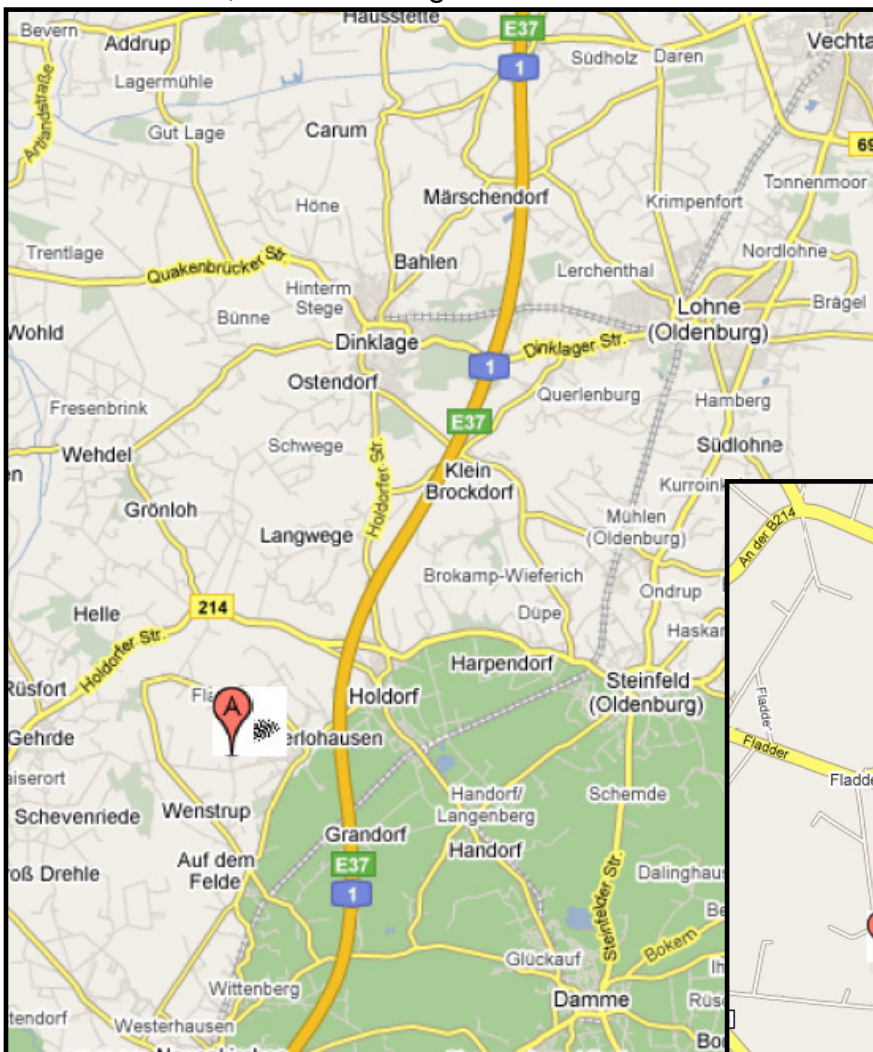 Hausstette
E37
Bevern
Addrup
Vechta
1
Südholz
Daren
Lagermühle
Artlandstraße
Gut Lage
Carum
69
Tonnenmoor
Märschendorf
Krimpenfort
Höne
Trentlage
Nordlohne
Bahlen
Quakenbrücker Str.
Lerchenthal
Hinterm
Stege
Lohne
(Oldenburg)
Brägel
Bünne
Wohld
Dinklage
Dinklager Str.
1
Ostendorf
Querlenburg
Hamberg
Fresenbrink
E37
Schwege
Südlohne
Wehdel
Holdorfer Str.
Klein
Brockdorf
Grönloh
Mühlen
(Oldenburg)
An der B214
Langwege
Brokamp-Wieferich
Ondrup
214
Helle
Düpe
Holdorfer Str.
Harpendorf
Steinfeld
(Oldenburg)
Rüsfort
A
Holdorf
Fladder
Gehrde
erlohausen
Fladder
Handorf/
Langenberg
Schemde
Schevenriede
Wenstrup
Grandorf
Handorf
Auf dem
Felde
E37
1
Steinfelder Str.
Glückauf
Bokern
Wittenberg
Damme
Westerhausen